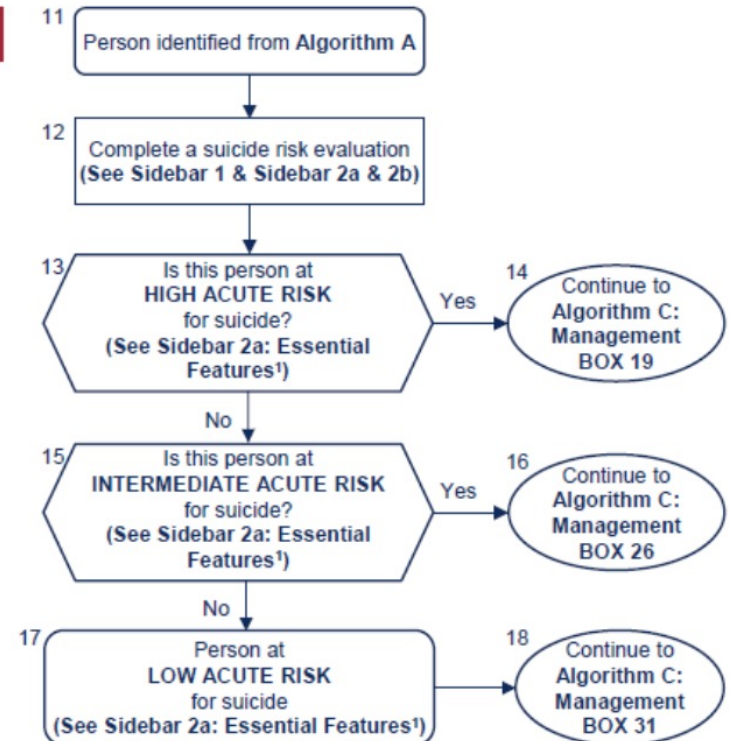 11
Person identified from Algorithm A
12
Complete a suicide risk evaluation
(See Sidebar 1 & Sidebar 2a & 2b)
13
Is this person at
HIGH ACUTE RISK
for suicide?
(See Sidebar 2a: Essential
Features¹)
Yes
14
Continue to
Algorithm C:
Management
BOX 19
No
15
Is this person at
INTERMEDIATE ACUTE RISK
for suicide?
(See Sidebar 2a: Essential
Features¹)
Yes
16
Continue to
Algorithm C:
Management
BOX 26
No
17
Person at
LOW ACUTE RISK
for suicide
(See Sidebar 2a: Essential Features¹)
18
Continue to
Algorithm C:
Management
BOX 31